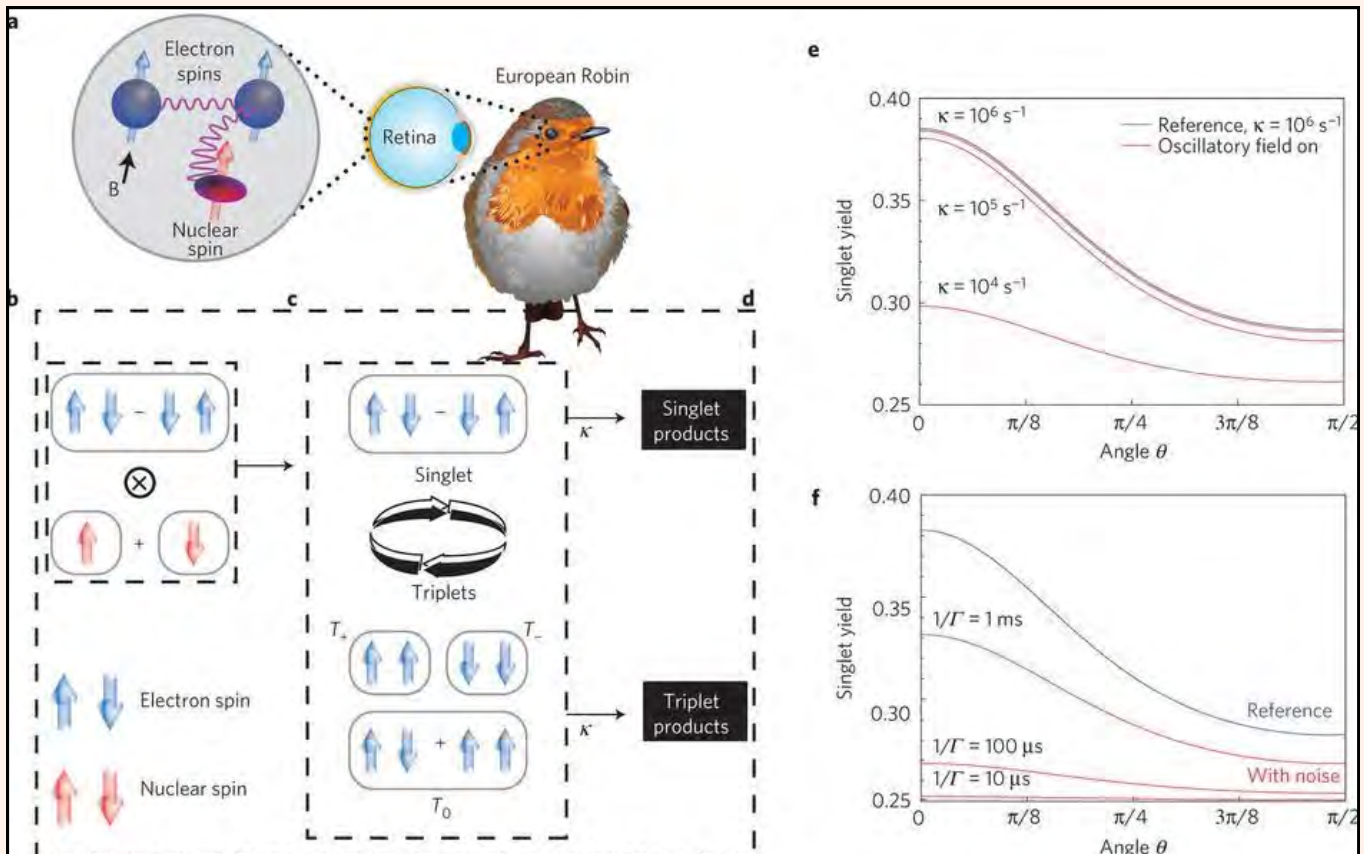 a
Electron
spins
B
Nuclear
spin
Retina
European Robin
b
c
d
Singlet
Triplets
T+
T−
T0
κ
κ
Singlet
products
Triplet
products
Electron spin
Nuclear spin
e
Singlet yield
0.40
0.35
0.30
0.25
κ = 10⁶ s⁻¹
κ = 10⁵ s⁻¹
κ = 10⁴ s⁻¹
Reference, κ = 10⁶ s⁻¹
Oscillatory field on
0 π/8 π/4 3π/8 π/2
Angle θ
f
Singlet yield
0.40
0.35
0.30
0.25
1/Γ = 1 ms
1/Γ = 100 µs
1/Γ = 10 µs
Reference
With noise
0 π/8 π/4 3π/8 π/2
Angle θ